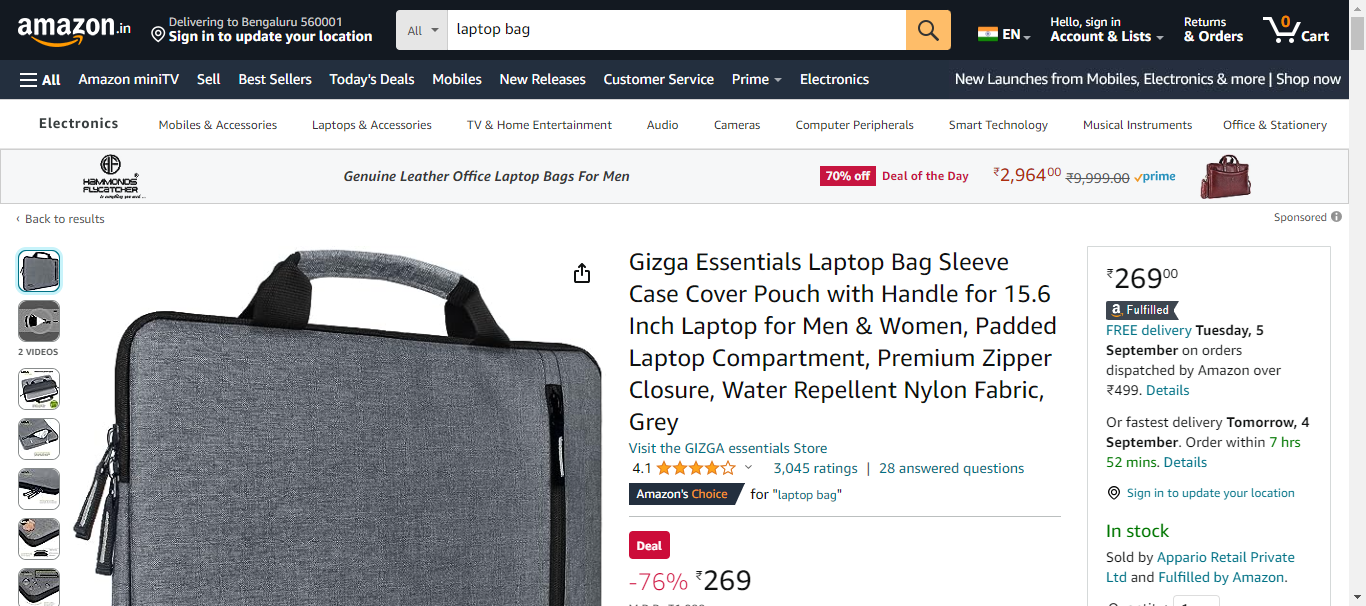 amazon.in
Delivering to Bengaluru 560001
Sign in to update your location
All
laptop bag
EN
Hello, sign in
Account & Lists
Returns
& Orders
0
Cart
All
Amazon miniTV
Sell
Best Sellers
Today's Deals
Mobiles
New Releases
Customer Service
Prime
Electronics
New Launches from Mobiles, Electronics & more | Shop now
Electronics
Mobiles & Accessories
Laptops & Accessories
TV & Home Entertainment
Audio
Cameras
Computer Peripherals
Smart Technology
Musical Instruments
Office & Stationery
HAMMONDS
FLYCATCHER
Genuine Leather Office Laptop Bags For Men
70% off
Deal of the Day
₹2,96400
₹9,999.00
prime
‹ Back to results
Sponsored
2 VIDEOS
Gizga Essentials Laptop Bag Sleeve
Case Cover Pouch with Handle for 15.6
Inch Laptop for Men & Women, Padded
Laptop Compartment, Premium Zipper
Closure, Water Repellent Nylon Fabric,
Grey
Visit the GIZGA essentials Store
4.1
3,045 ratings | 28 answered questions
Amazon's Choice for "laptop bag"
Deal
-76% ₹269
₹26900
a Fulfilled
FREE delivery Tuesday, 5
September on orders
dispatched by Amazon over
₹499. Details
Or fastest delivery Tomorrow, 4
September. Order within 7 hrs
52 mins. Details
Sign in to update your location
In stock
Sold by Appario Retail Private
Ltd and Fulfilled by Amazon.